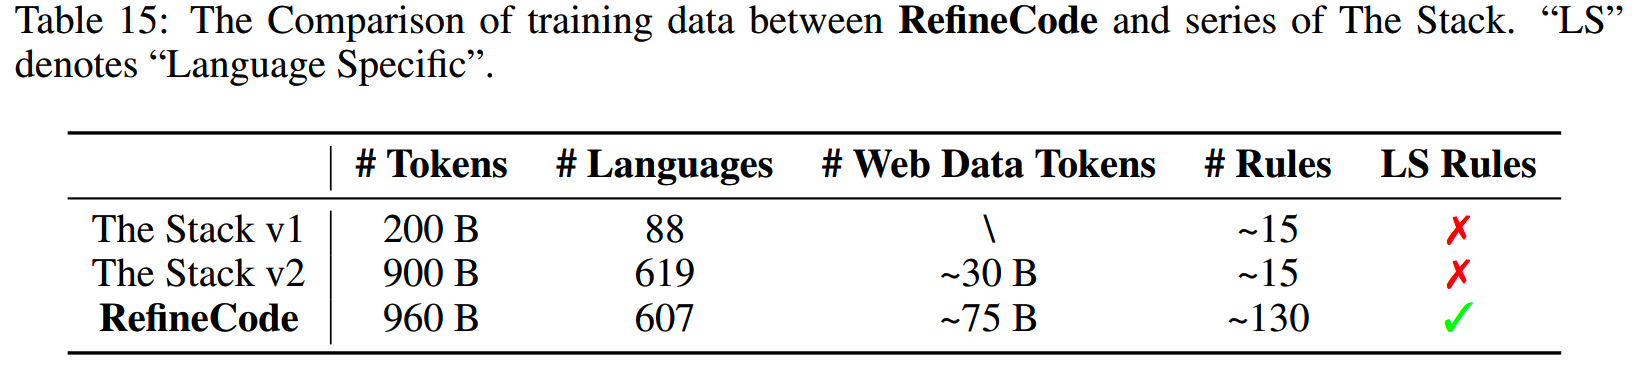 Table 15: The Comparison of training data between RefineCode and series of The Stack. “LS”
denotes “Language Specific”.
# Tokens # Languages # Web Data Tokens # Rules LS Rules
The Stack v1 200 B 88 \ ~15 ✗
The Stack v2 900 B 619 ~30 B ~15 ✗
RefineCode 960 B 607 ~75 B ~130 ✓